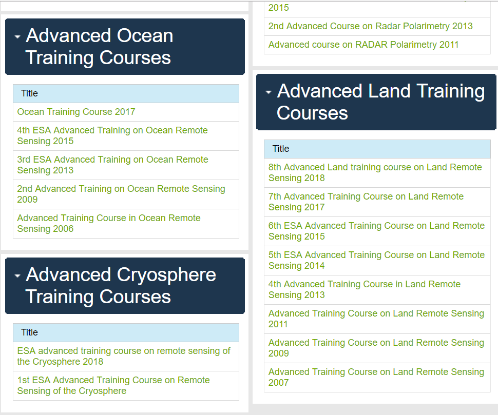 Advanced Ocean
Training Courses
Title
Ocean Training Course 2017
4th ESA Advanced Training on Ocean Remote
Sensing 2015
3rd ESA Advanced Training on Ocean Remote
Sensing 2013
2nd Advanced Training on Ocean Remote Sensing
2009
Advanced Training Course in Ocean Remote
Sensing 2006
Advanced Cryosphere
Training Courses
Title
ESA advanced training course on remote sensing of
the Cryosphere 2018
1st ESA Advanced Training Course on Remote
Sensing of the Cryosphere
2015
2nd Advanced Course on Radar Polarimetry 2013
Advanced course on RADAR Polarimetry 2011
Advanced Land Training
Courses
Title
8th Advanced Land training course on Land Remote
Sensing 2018
7th Advanced Training Course on Land Remote
Sensing 2017
6th ESA Advanced Training Course on Land Remote
Sensing 2015
5th ESA Advanced Training Course on Land Remote
Sensing 2014
4th Advanced Training Course in Land Remote
Sensing 2013
Advanced Training Course on Land Remote Sensing
2011
Advanced Training Course on Land Remote Sensing
2009
Advanced Training Course on Land Remote Sensing
2007